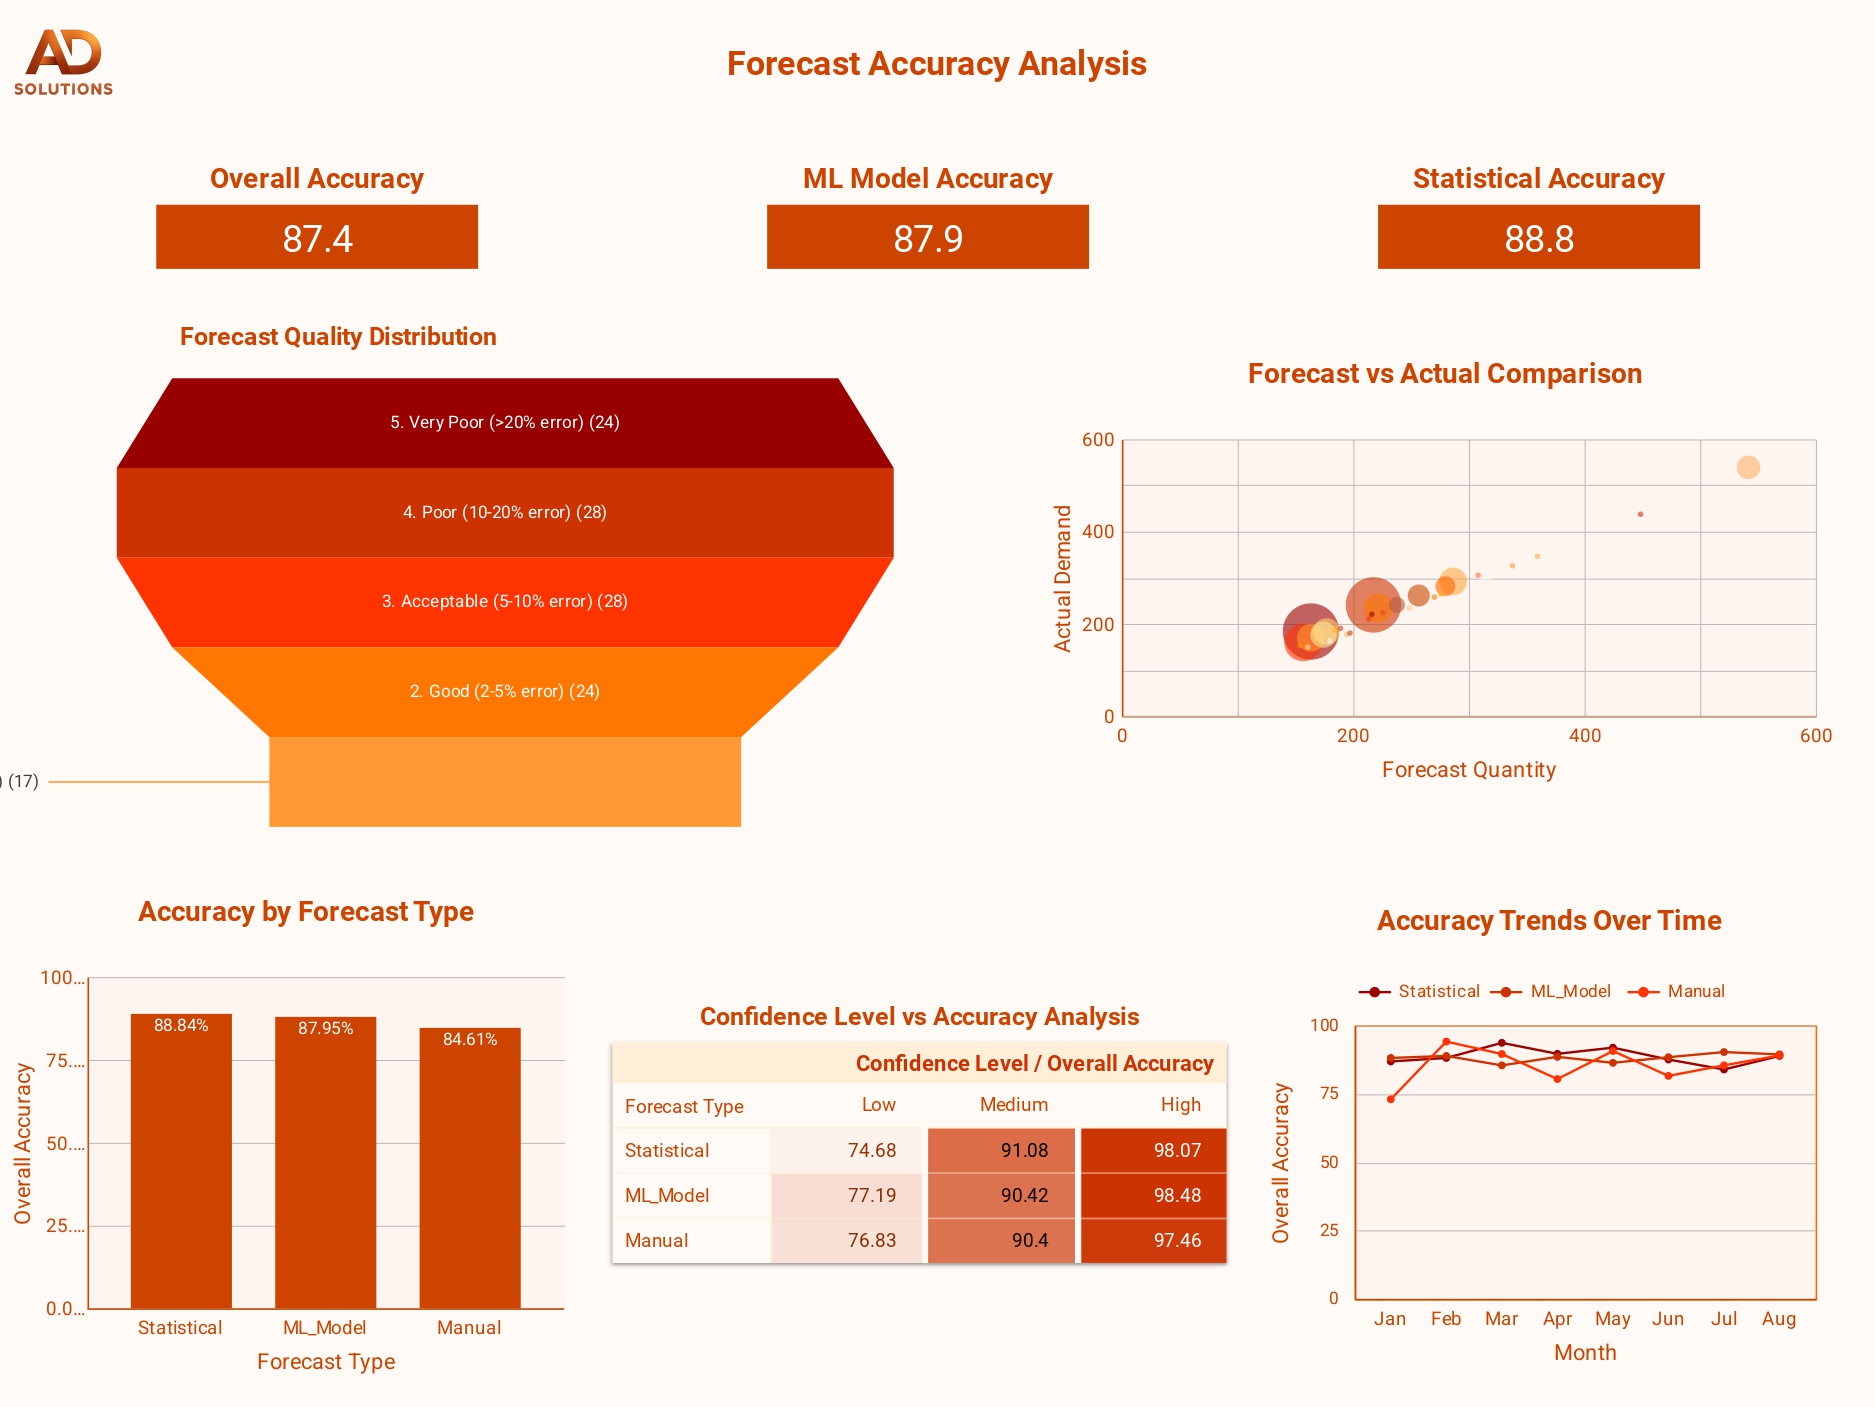 AD
SOLUTIONS
Forecast Accuracy Analysis
Overall Accuracy
87.4
ML Model Accuracy
87.9
Statistical Accuracy
88.8
Forecast Quality Distribution
5. Very Poor (>20% error) (24)
4. Poor (10-20% error) (28)
3. Acceptable (5-10% error) (28)
2. Good (2-5% error) (24)
) (17)
Forecast vs Actual Comparison
Actual Demand
600
400
200
0
0 200 400 600
Forecast Quantity
Accuracy by Forecast Type
Overall Accuracy
100...
75....
50....
25....
0.0...
88.84%
87.95%
84.61%
Statistical ML_Model Manual
Forecast Type
Confidence Level vs Accuracy Analysis
Confidence Level / Overall Accuracy
Forecast Type Low Medium High
Statistical 74.68 91.08 98.07
ML_Model 77.19 90.42 98.48
Manual 76.83 90.4 97.46
Accuracy Trends Over Time
Statistical ML_Model Manual
Overall Accuracy
100
75
50
25
0
Jan Feb Mar Apr May Jun Jul Aug
Month